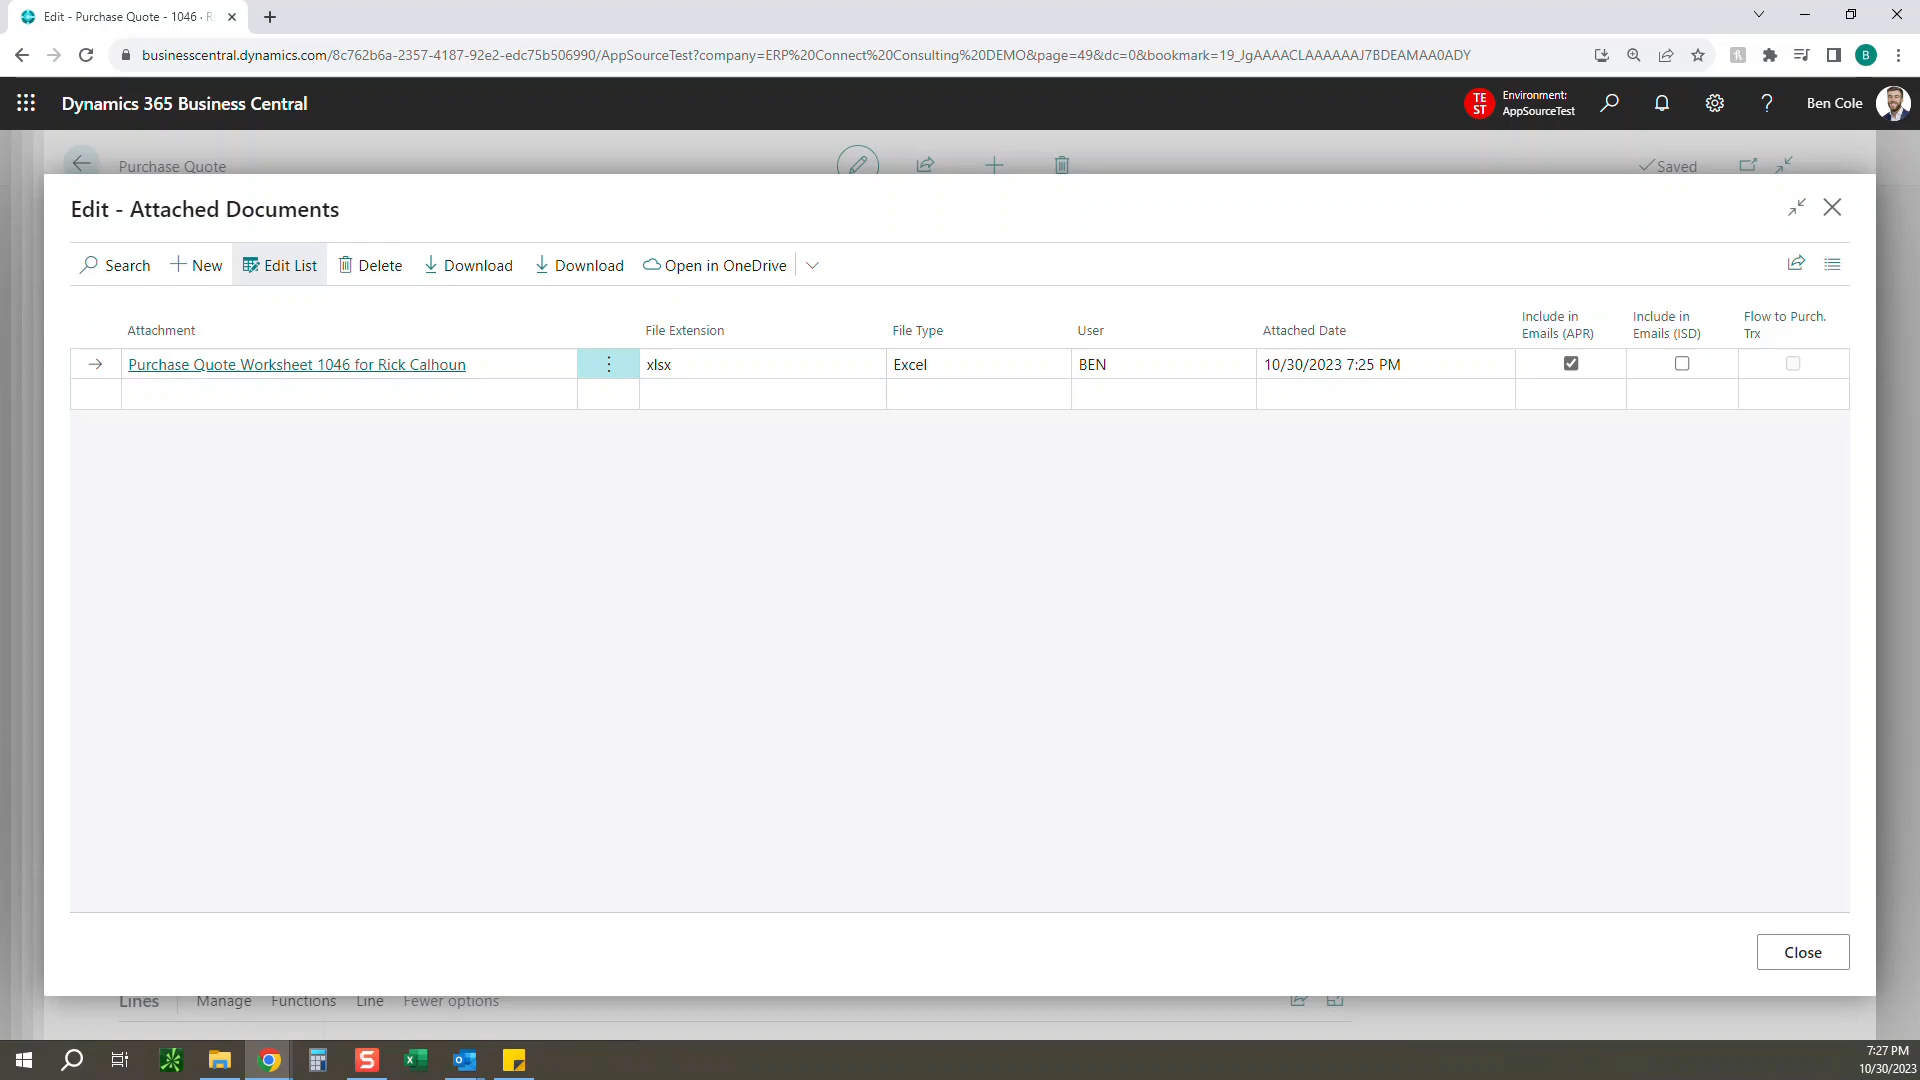 Edit - Purchase Quote - 1046 ·
businesscentral.dynamics.com/8c762b6a-2357-4187-92e2-edc75b506990/AppSourceTest?company=ERP%20Connect%20Consulting%20DEMO&page=49&dc=0&bookmark=19_JgAAAACLAAAAAAJ7BDEAMAA0ADY
B
Dynamics 365 Business Central
TE
ST
Environment:
AppSourceTest
Ben Cole
Purchase Quote
Saved
Edit - Attached Documents
Search New Edit List Delete Download Download Open in OneDrive
Attachment File Extension File Type User Attached Date Include in Emails (APR) Include in Emails (ISD) Flow to Purch. Trx
Purchase Quote Worksheet 1046 for Rick Calhoun xlsx Excel BEN 10/30/2023 7:25 PM
Close
Lines Manage Functions Line Fewer options
7:27 PM
10/30/2023